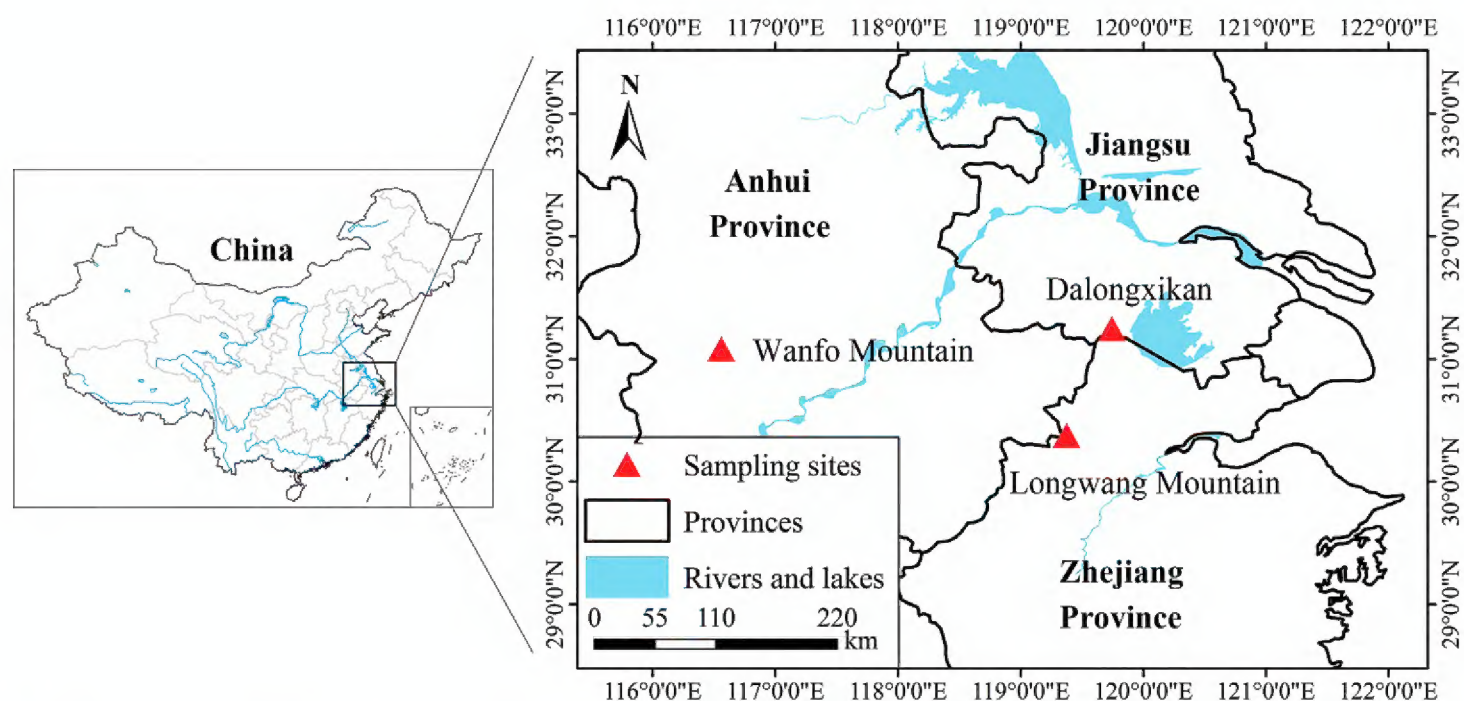 116°0'0"E 117°0'0"E 118°0'0"E 119°0'0"E 120°0'0"E 121°0'0"E 122°0'0"E
China
N
33°0'0"N
32°0'0"N
31°0'0"N
30°0'0"N
29°0'0"N
Anhui
Province
Jiangsu
Province
Dalongxikan
Wanfo Mountain
Longwang Mountain
Zhejiang
Province
Sampling sites
Provinces
Rivers and lakes
0 55 110 220
km
33°0'0"N
32°0'0"N
31°0'0"N
30°0'0"N
29°0'0"N
116°0'0"E 117°0'0"E 118°0'0"E 119°0'0"E 120°0'0"E 121°0'0"E 122°0'0"E